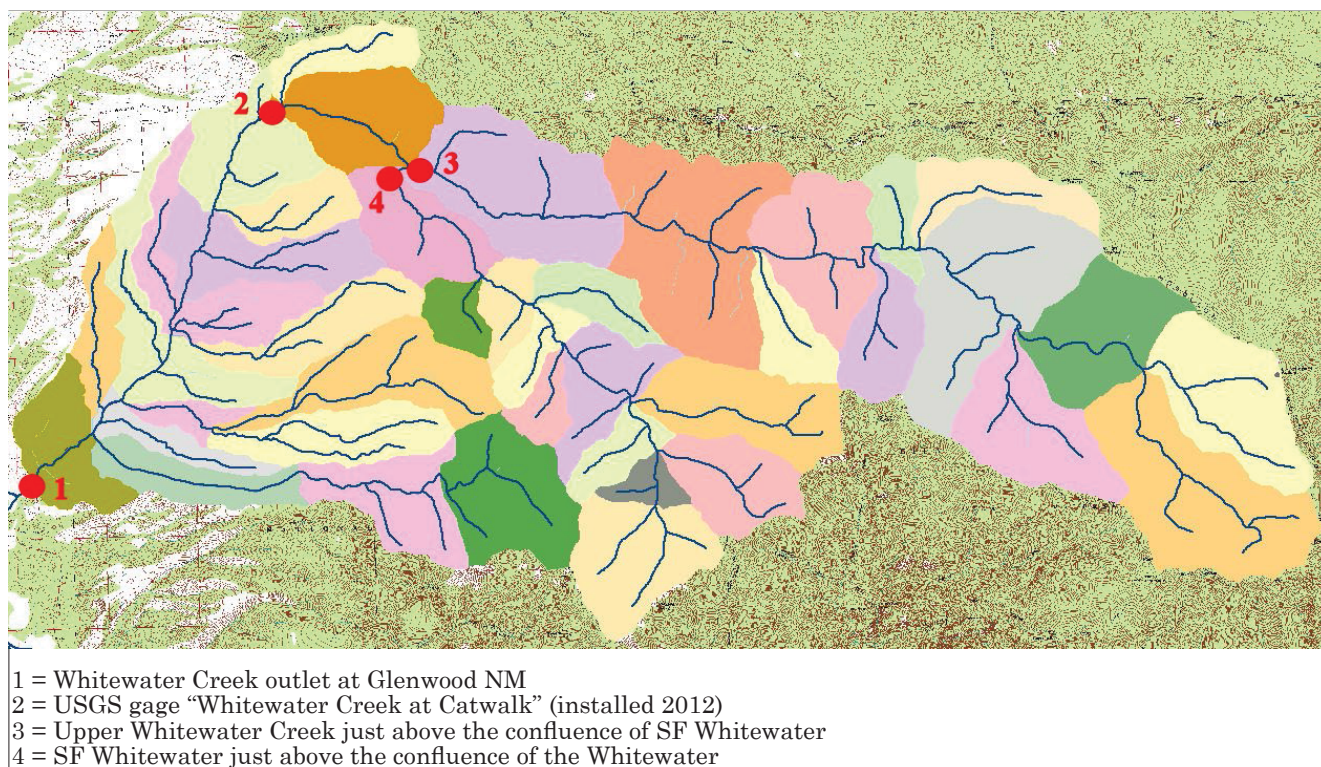 2
3
4
1
1 = Whitewater Creek outlet at Glenwood NM
2 = USGS gage “Whitewater Creek at Catwalk” (installed 2012)
3 = Upper Whitewater Creek just above the confluence of SF Whitewater
4 = SF Whitewater just above the confluence of the Whitewater